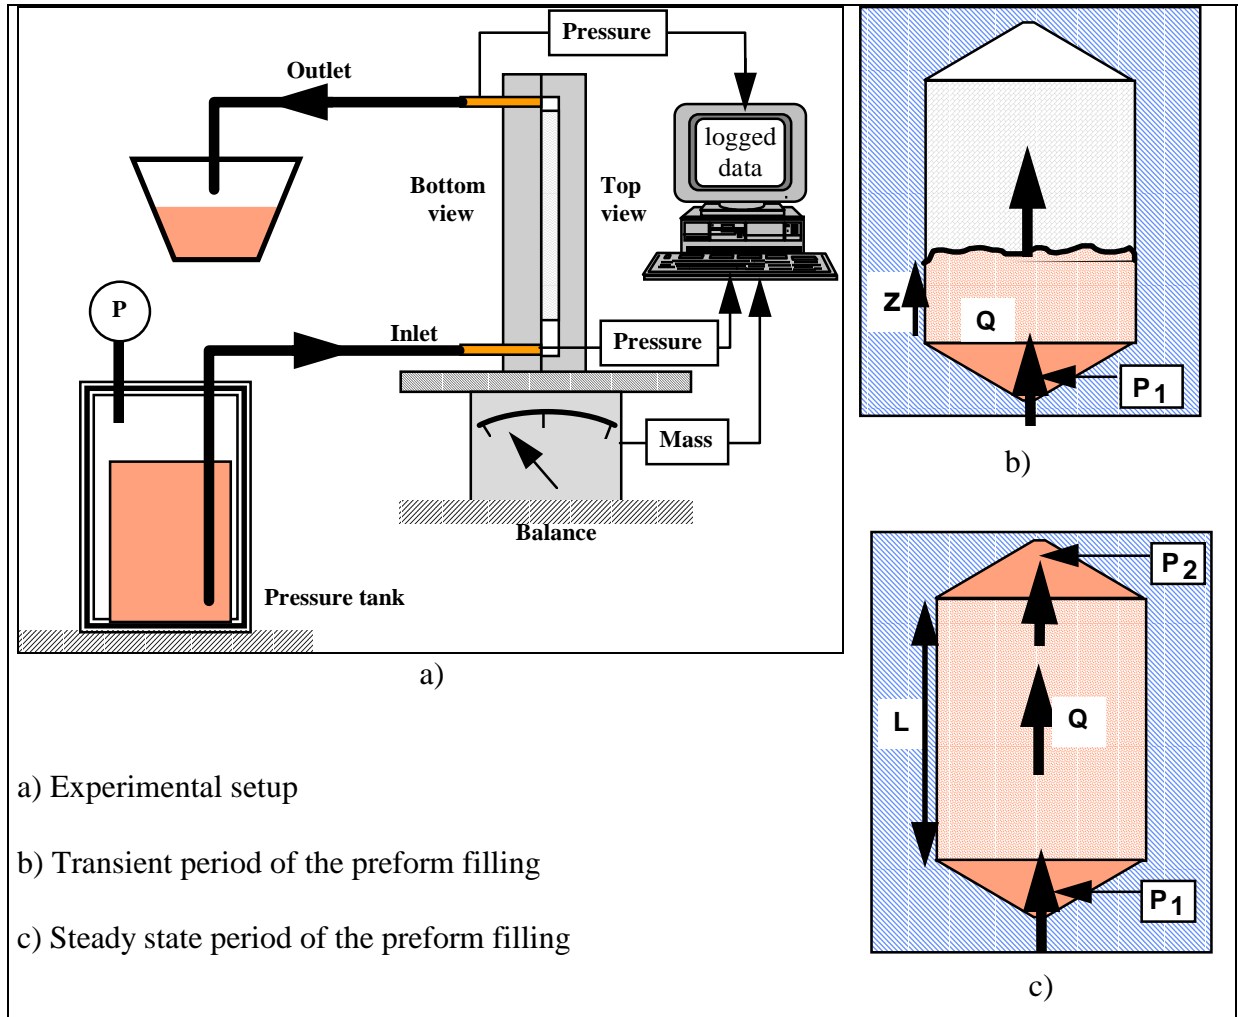 Pressure
Outlet
logged
data
Bottom
view
Top
view
P
Inlet
Pressure
Mass
Balance
Pressure tank
a)
Z
Q
P1
b)
P2
L
Q
P1
c)
a) Experimental setup
b) Transient period of the preform filling
c) Steady state period of the preform filling